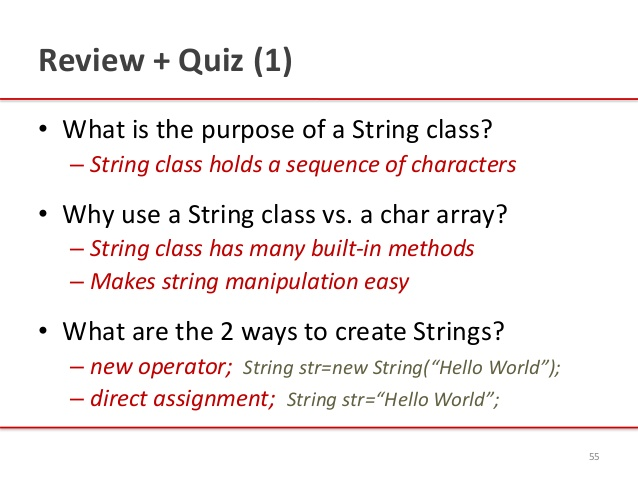 Review + Quiz (1)
• What is the purpose of a String class?
– String class holds a sequence of characters
• Why use a String class vs. a char array?
– String class has many built-in methods
– Makes string manipulation easy
• What are the 2 ways to create Strings?
– new operator; String str=new String(“Hello World”);
– direct assignment; String str=“Hello World”;
55